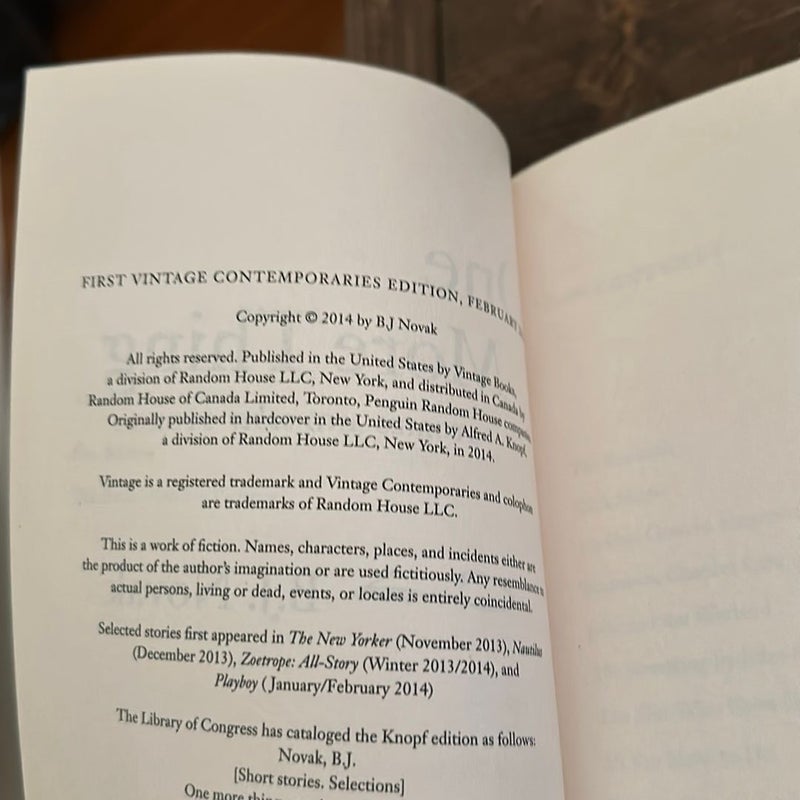 FIRST VINTAGE CONTEMPORARIES EDITION, FEBRUARY
Copyright © 2014 by B.J Novak
All rights reserved. Published in the United States by Vintage Books,
a division of Random House LLC, New York, and distributed in Canada by
Random House of Canada Limited, Toronto, Penguin Random House companies.
Originally published in hardcover in the United States by Alfred A. Knopf,
a division of Random House LLC, New York, in 2014.
Vintage is a registered trademark and Vintage Contemporaries and colophon
are trademarks of Random House LLC.
This is a work of fiction. Names, characters, places, and incidents either are
the product of the author's imagination or are used fictitiously. Any resemblance to
actual persons, living or dead, events, or locales is entirely coincidental.
Selected stories first appeared in The New Yorker (November 2013), Nautilus
(December 2013), Zoetrope: All-Story (Winter 2013/2014), and
Playboy (January/February 2014)
The Library of Congress has cataloged the Knopf edition as follows:
Novak, B.J.
[Short stories. Selections]
One more thing